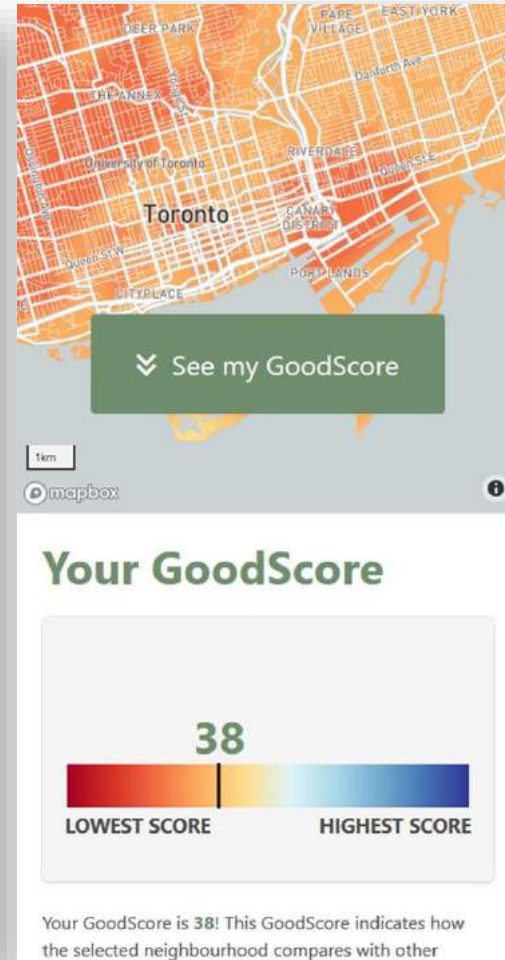 DEER PARK
PAPE VILLAGE
EAST YORK
Danforth Ave
THE ANNEX
University of Toronto
RIVERDALE
Queen St E
Toronto
CANARY DISTRICT
Queen St W
PORT LANDS
CITYPLACE
See my GoodScore
1km
mapbox
Your GoodScore
38
LOWEST SCORE HIGHEST SCORE
Your GoodScore is 38! This GoodScore indicates how
the selected neighbourhood compares with other